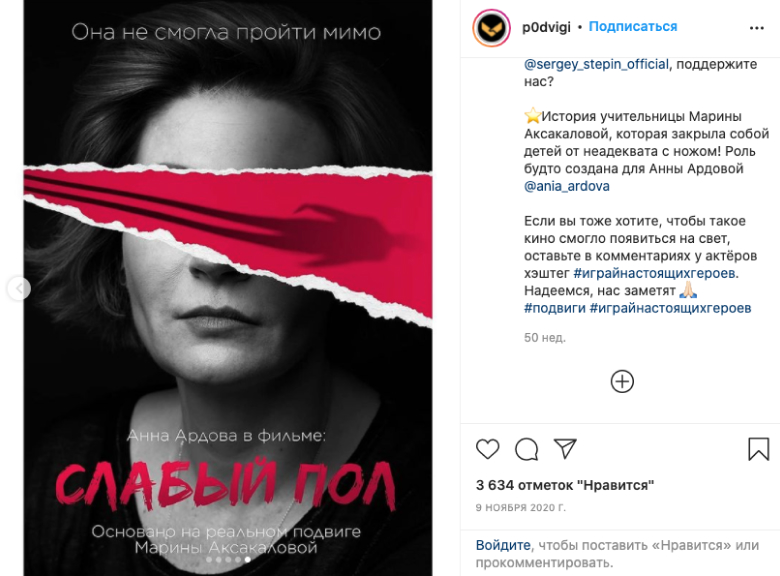 Она не смогла пройти мимо
Анна Ардова в фильме:
СЛАБЫЙ ПОЛ
Основанр на реальном подвиге
Марины Аксакаловой
p0dvigi • Подписаться
@sergey_stepin_official, поддержите
нас?
⭐История учительницы Марины
Аксакаловой, которая закрыла собой
детей от неадеквата с ножом! Роль
будто создана для Анны Ардовой
@ania_ardova
Если вы тоже хотите, чтобы такое
кино смогло появиться на свет,
оставьте в комментариях у актёров
хэштег #играйнастоящихгероев.
Надеемся, нас заметят 🙏🏻
#подвиги #играйнастоящихгероев
50 нед.
3 634 отметок "Нравится"
9 НОЯБРЯ 2020 Г.
Войдите, чтобы поставить «Нравится» или
прокомментировать.